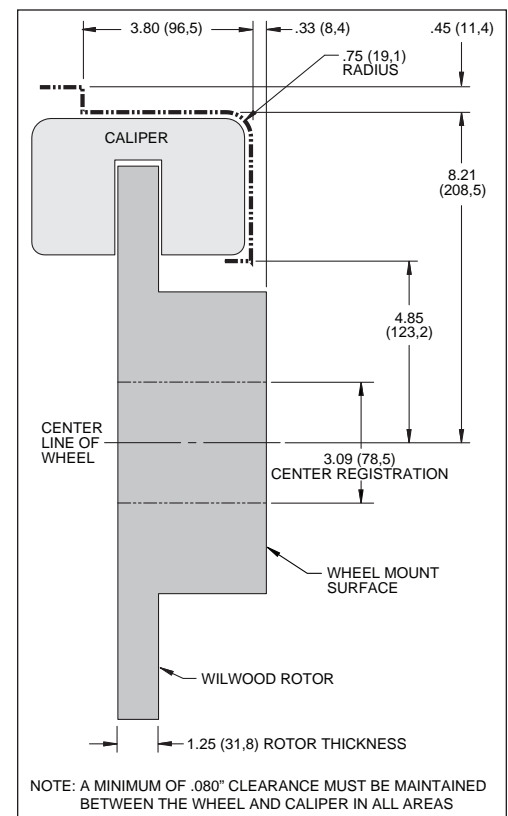 3.80 (96,5)
.33 (8,4)
.45 (11,4)
.75 (19,1)
RADIUS
CALIPER
8.21
(208,5)
4.85
(123,2)
CENTER
LINE OF
WHEEL
3.09 (78,5)
CENTER REGISTRATION
WHEEL MOUNT
SURFACE
WILWOOD ROTOR
1.25 (31,8) ROTOR THICKNESS
NOTE: A MINIMUM OF .080" CLEARANCE MUST BE MAINTAINED
BETWEEN THE WHEEL AND CALIPER IN ALL AREAS